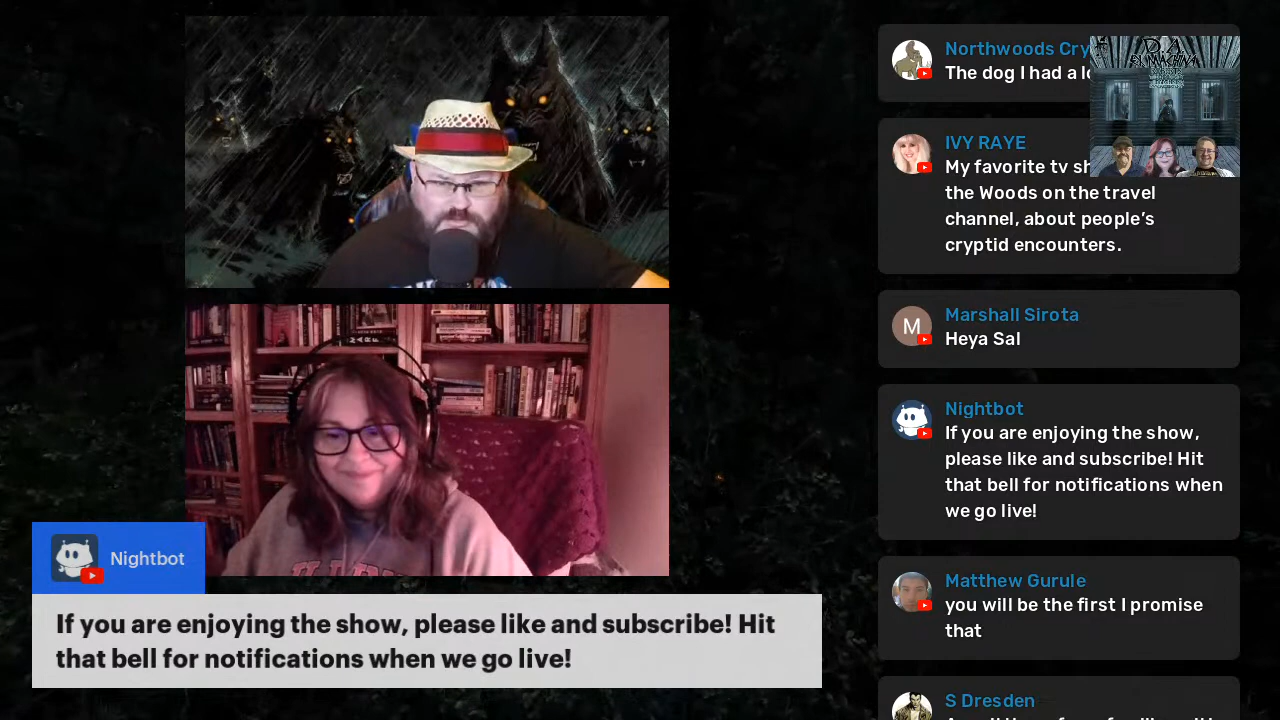 Northwoods Cry
The dog I had a lo
IVY RAYE
My favorite tv sh
the Woods on the travel
channel, about people’s
cryptid encounters.
M
Marshall Sirota
Heya Sal
Nightbot
If you are enjoying the show,
please like and subscribe! Hit
that bell for notifications when
we go live!
Matthew Gurule
you will be the first I promise
that
S Dresden
Nightbot
If you are enjoying the show, please like and subscribe! Hit
that bell for notifications when we go live!